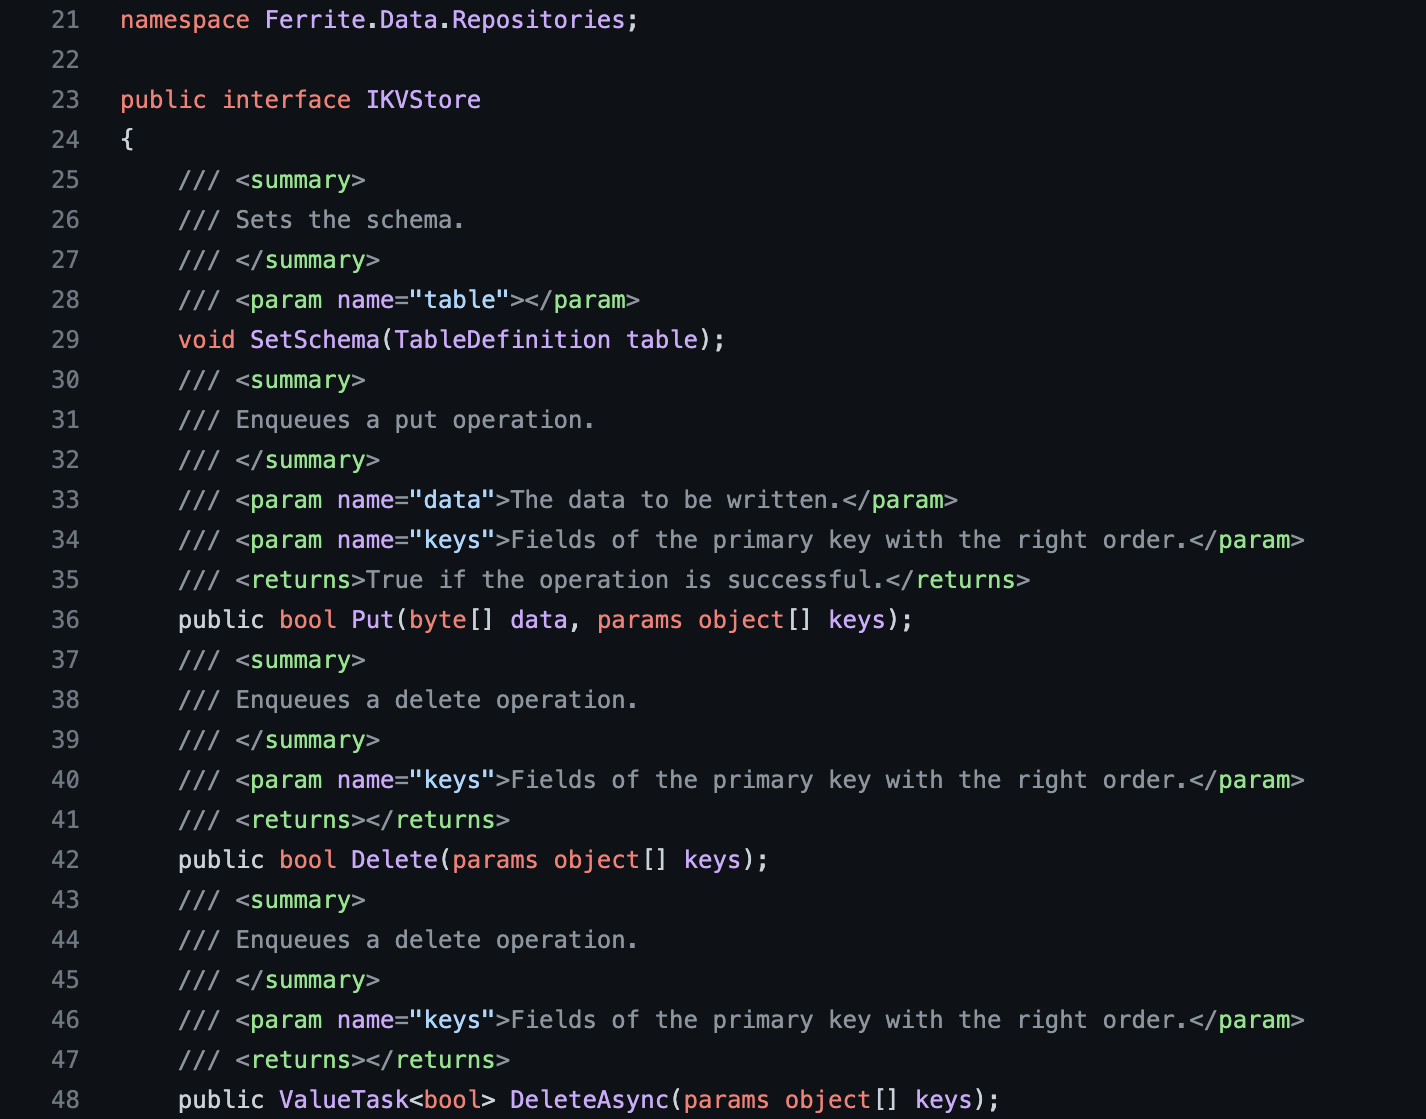 21 namespace Ferrite.Data.Repositories;
22
23 public interface IKVStore
24 {
25     /// <summary>
26     /// Sets the schema.
27     /// </summary>
28     /// <param name="table"></param>
29     void SetSchema(TableDefinition table);
30     /// <summary>
31     /// Enqueues a put operation.
32     /// </summary>
33     /// <param name="data">The data to be written.</param>
34     /// <param name="keys">Fields of the primary key with the right order.</param>
35     /// <returns>True if the operation is successful.</returns>
36     public bool Put(byte[] data, params object[] keys);
37     /// <summary>
38     /// Enqueues a delete operation.
39     /// </summary>
40     /// <param name="keys">Fields of the primary key with the right order.</param>
41     /// <returns></returns>
42     public bool Delete(params object[] keys);
43     /// <summary>
44     /// Enqueues a delete operation.
45     /// </summary>
46     /// <param name="keys">Fields of the primary key with the right order.</param>
47     /// <returns></returns>
48     public ValueTask<bool> DeleteAsync(params object[] keys);